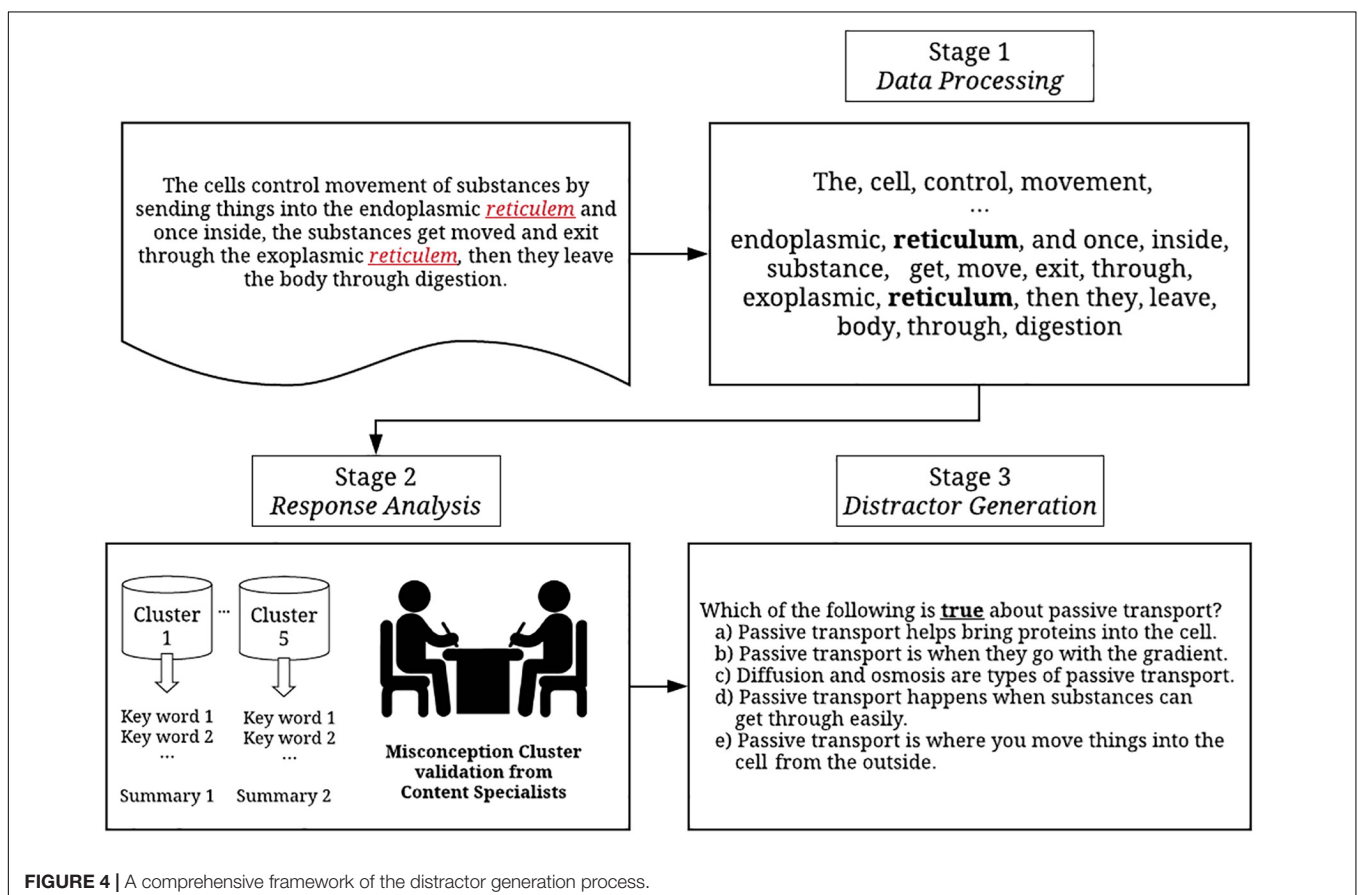 Stage 1
Data Processing
The cells control movement of substances by
sending things into the endoplasmic reticulem and
once inside, the substances get moved and exit
through the exoplasmic reticulem, then they leave
the body through digestion.
The, cell, control, movement,
...
endoplasmic, reticulum, and once, inside,
substance, get, move, exit, through,
exoplasmic, reticulum, then they, leave,
body, through, digestion
Stage 2
Response Analysis
Cluster
1
...
Cluster
5
Key word 1
Key word 2
...
Summary 1
Key word 1
Key word 2
...
Summary 2
Misconception Cluster
validation from
Content Specialists
Stage 3
Distractor Generation
Which of the following is true about passive transport?
a) Passive transport helps bring proteins into the cell.
b) Passive transport is when they go with the gradient.
c) Diffusion and osmosis are types of passive transport.
d) Passive transport happens when substances can
get through easily.
e) Passive transport is where you move things into the
cell from the outside.
FIGURE 4 | A comprehensive framework of the distractor generation process.